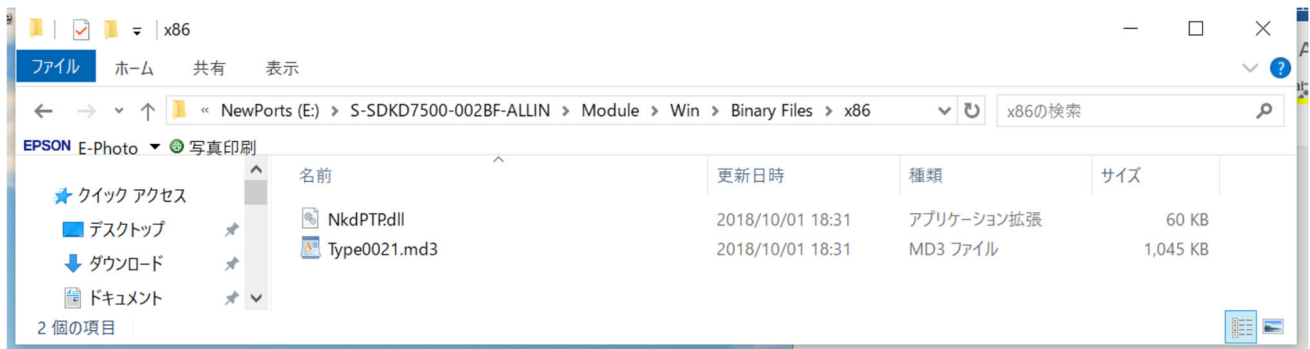 x86
ファイル ホーム 共有 表示
« NewPorts (E:) > S-SDKD7500-002BF-ALLIN > Module > Win > Binary Files > x86 x86の検索
EPSON E-Photo 写真印刷
名前 更新日時 種類 サイズ
クイック アクセス
デスクトップ
ダウンロード
ドキュメント
NkdPTP.dll 2018/10/01 18:31 アプリケーション拡張 60 KB
Type0021.md3 2018/10/01 18:31 MD3 ファイル 1,045 KB
2 個の項目